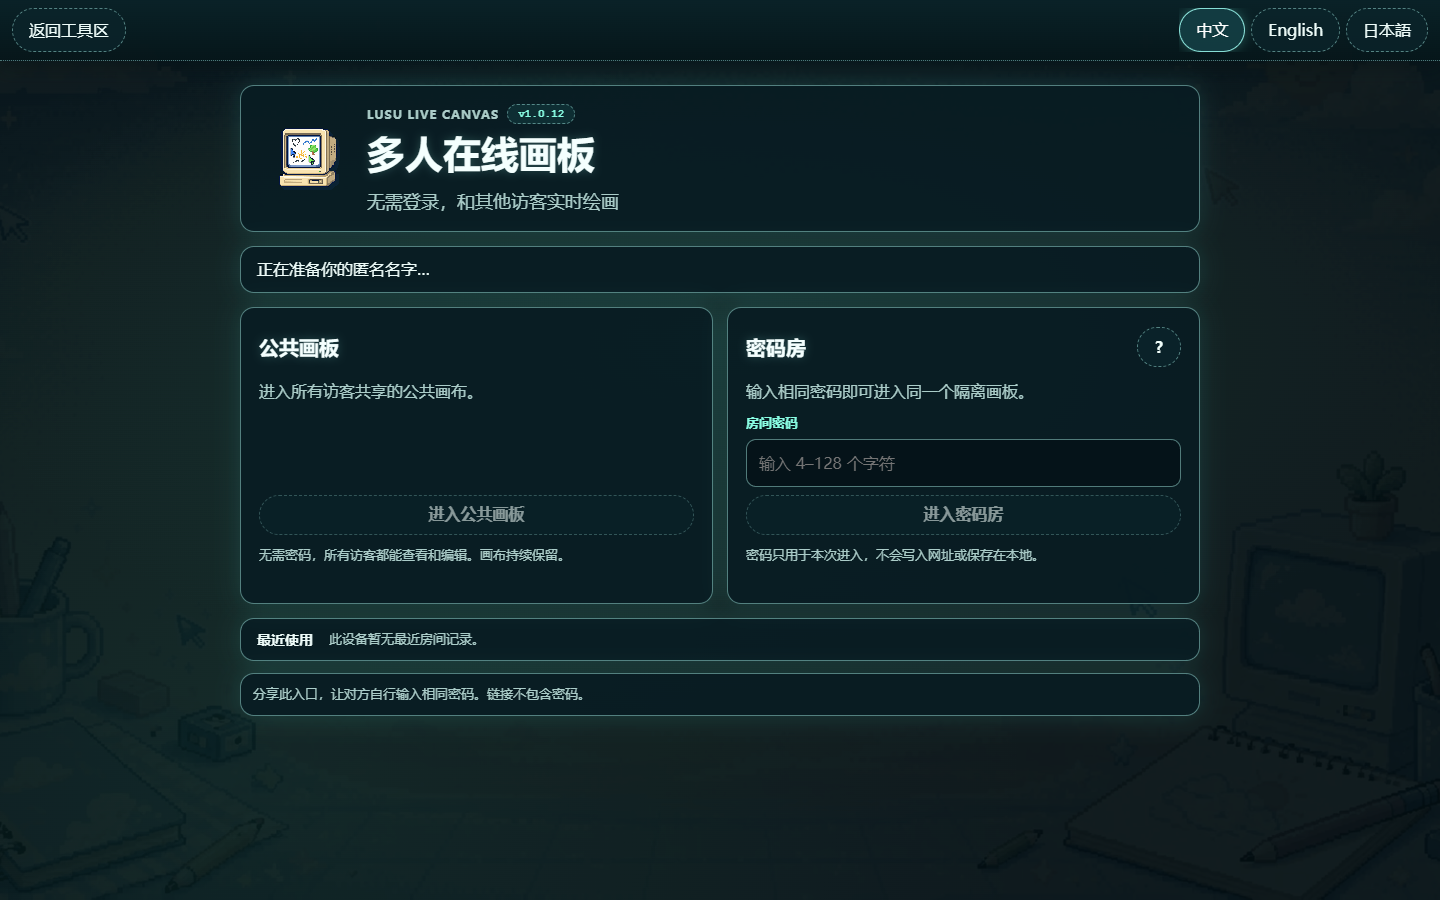 返回工具区
中文
English
日本語
LUSU LIVE CANVAS
v1.0.12
多人在线画板
无需登录，和其他访客实时绘画
正在准备你的匿名名字...
公共画板
进入所有访客共享的公共画布。
进入公共画板
无需密码，所有访客都能查看和编辑。画布持续保留。
密码房
?
输入相同密码即可进入同一个隔离画板。
房间密码
输入 4–128 个字符
进入密码房
密码只用于本次进入，不会写入网址或保存在本地。
最近使用
此设备暂无最近房间记录。
分享此入口，让对方自行输入相同密码。链接不包含密码。